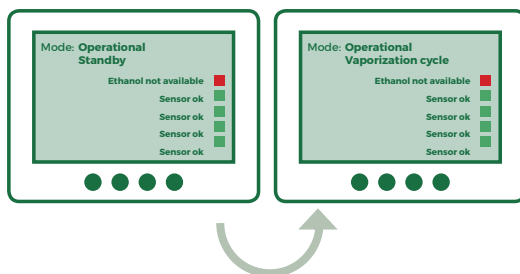 Mode: Operational
Standby
Ethanol not available
Sensor ok
Sensor ok
Sensor ok
Sensor ok
Mode: Operational
Vaporization cycle
Ethanol not available
Sensor ok
Sensor ok
Sensor ok
Sensor ok